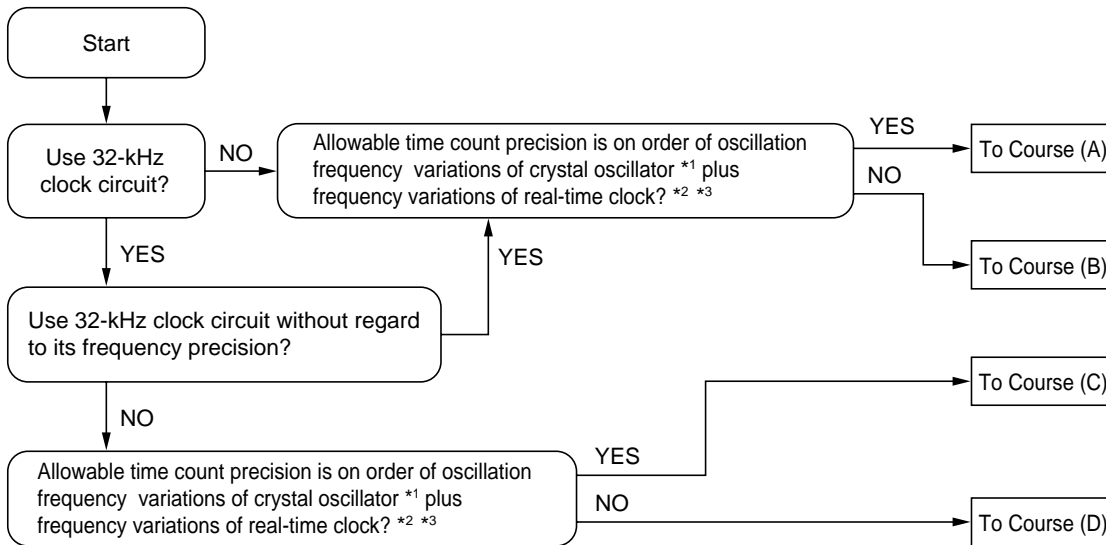 Start
Use 32-kHz
clock circuit?
NO
Allowable time count precision is on order of oscillation
frequency variations of crystal oscillator *1 plus
frequency variations of real-time clock? *2 *3
YES
To Course (A)
NO
To Course (B)
YES
YES
Use 32-kHz clock circuit without regard
to its frequency precision?
NO
Allowable time count precision is on order of oscillation
frequency variations of crystal oscillator *1 plus
frequency variations of real-time clock? *2 *3
YES
To Course (C)
NO
To Course (D)